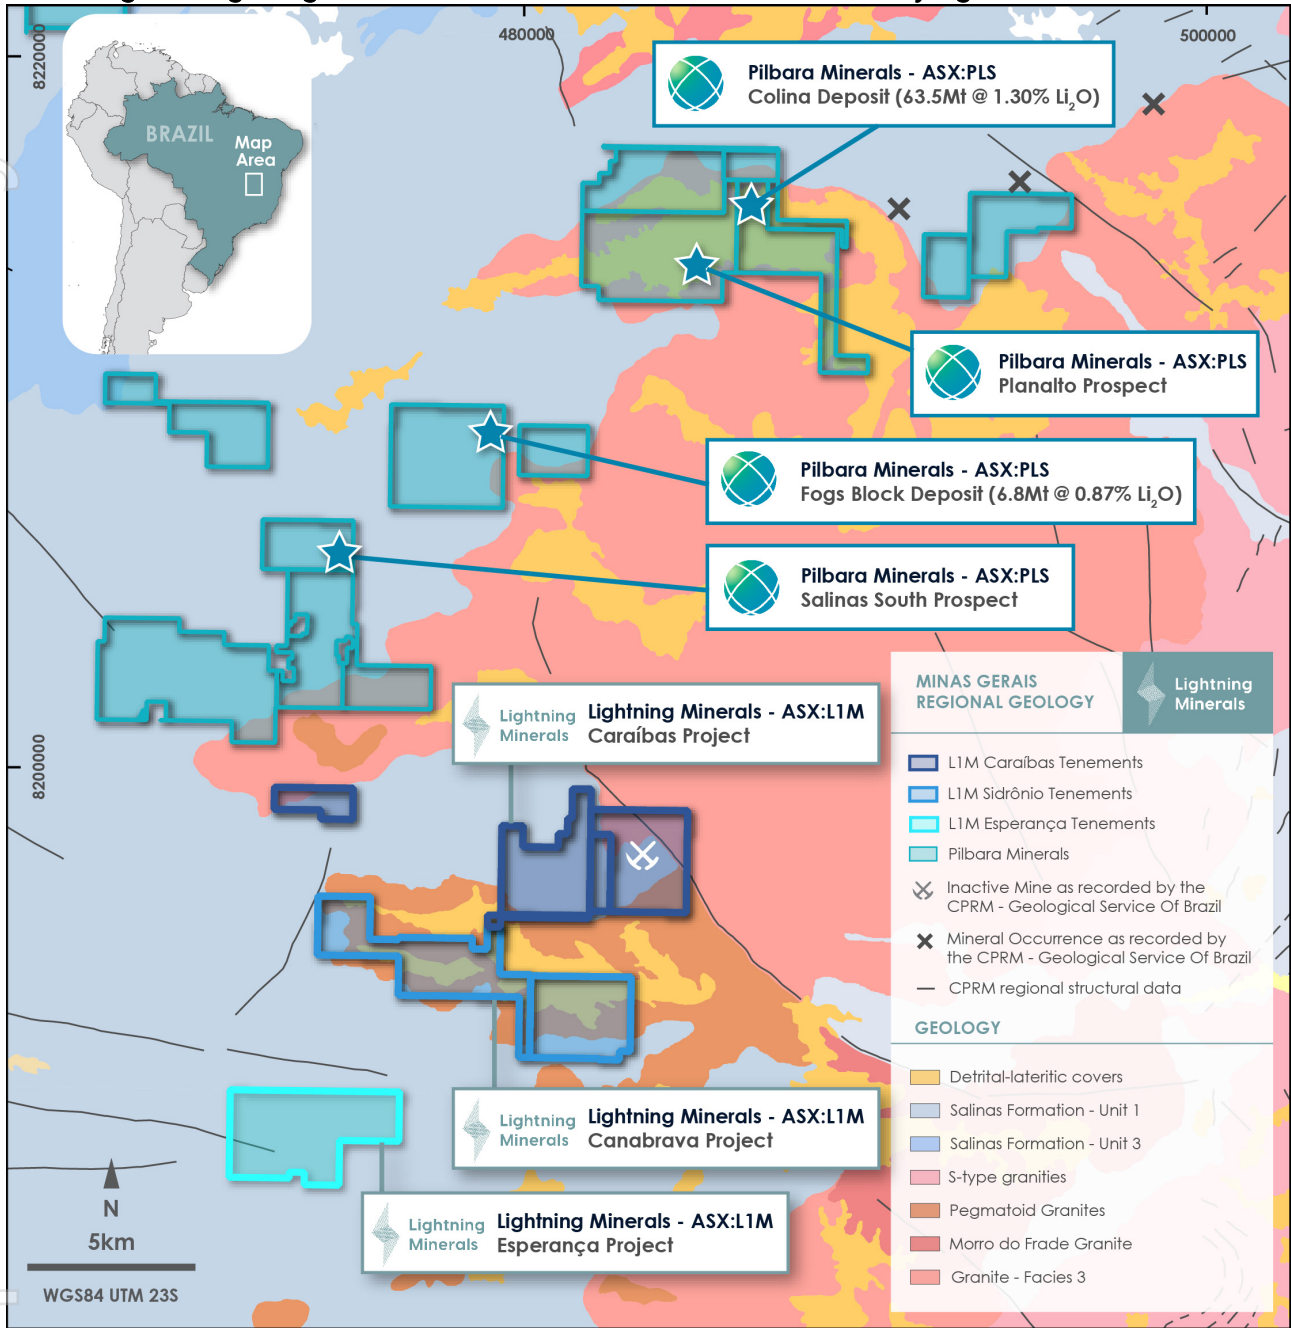 480000
500000
8220000
8200000
BRAZIL
Map
Area
Pilbara Minerals - ASX:PLS
Colina Deposit (63.5Mt @ 1.30% Li₂O)
Pilbara Minerals - ASX:PLS
Planalto Prospect
Pilbara Minerals - ASX:PLS
Fogs Block Deposit (6.8Mt @ 0.87% Li₂O)
Pilbara Minerals - ASX:PLS
Salinas South Prospect
Lightning
Minerals
Lightning Minerals - ASX:L1M
Caraíbas Project
Lightning
Minerals
Lightning Minerals - ASX:L1M
Canabrava Project
Lightning
Minerals
Lightning Minerals - ASX:L1M
Esperança Project
N
5km
WGS84 UTM 23S
MINAS GERAIS
REGIONAL GEOLOGY
Lightning
Minerals
L1M Caraíbas Tenements
L1M Sidrônio Tenements
L1M Esperança Tenements
Pilbara Minerals
Inactive Mine as recorded by the
CPRM - Geological Service Of Brazil
Mineral Occurrence as recorded by
the CPRM - Geological Service Of Brazil
CPRM regional structural data
GEOLOGY
Detrital-lateritic covers
Salinas Formation - Unit 1
Salinas Formation - Unit 3
S-type granities
Pegmatoid Granites
Morro do Frade Granite
Granite - Facies 3